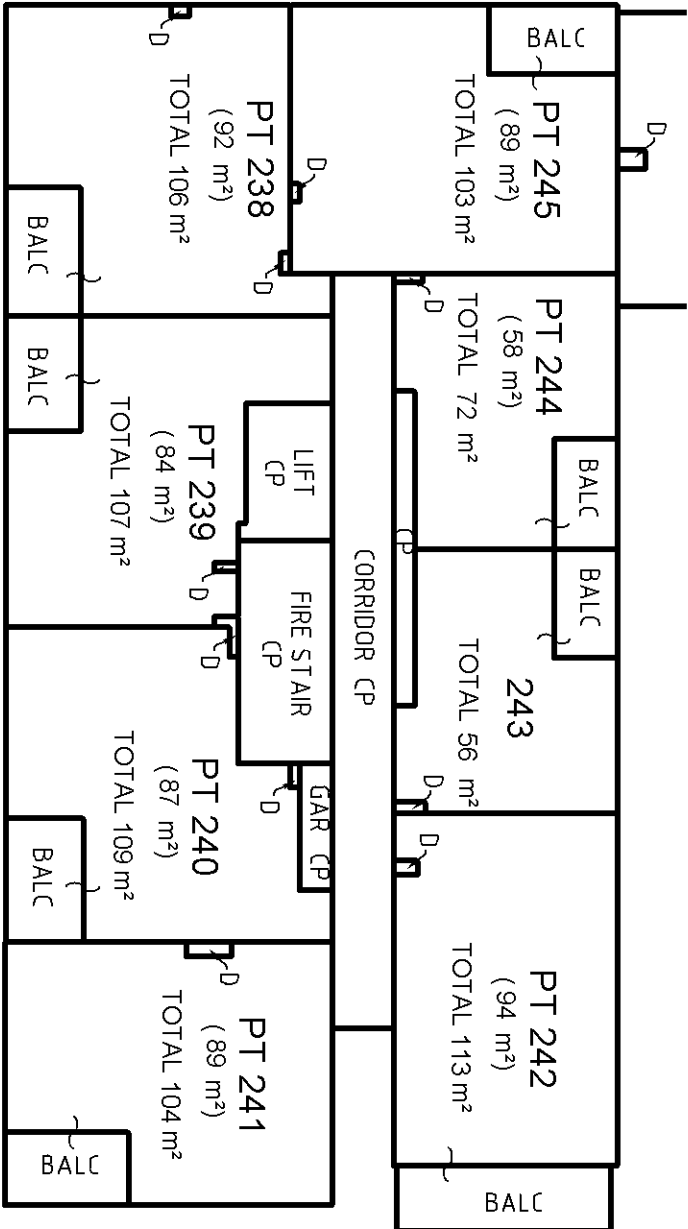 BALC
D
PT 245
(89 m²)
TOTAL 103 m²
D
PT 244
(58 m²)
TOTAL 72 m²
BALC
D
BALC
243
TOTAL 56 m²
D
PT 242
(94 m²)
TOTAL 113 m²
D
BALC
CP
CORRIDOR CP
D
PT 238
(92 m²)
TOTAL 106 m²
D
D
BALC
BALC
PT 239
(84 m²)
TOTAL 107 m²
LIFT
CP
FIRE STAIR
CP
D
GAR CP
D
PT 240
(87 m²)
TOTAL 109 m²
BALC
D
PT 241
(89 m²)
TOTAL 104 m²
BALC